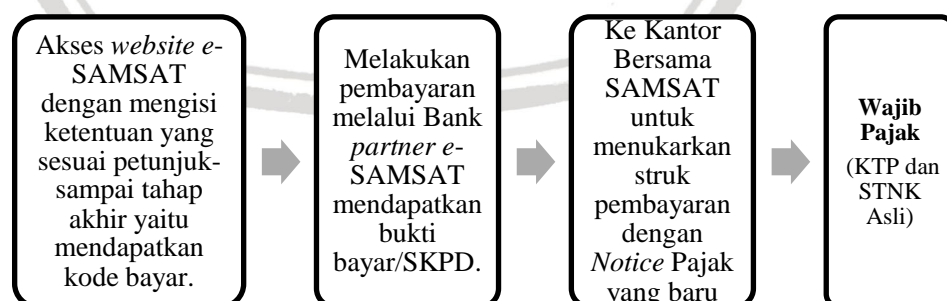 Akses website e-
SAMSAT
dengan mengisi
ketentuan yang
sesuai petunjuk-
sampai tahap
akhir yaitu
mendapatkan
kode bayar.
Melakukan
pembayaran
melalui Bank
partner e-
SAMSAT
mendapatkan
bukti
bayar/SKPD.
Ke Kantor
Bersama
SAMSAT
untuk
menukarkan
struk
pembayaran
dengan
Notice Pajak
yang baru
Wajib
Pajak
(KTP dan
STNK
Asli)